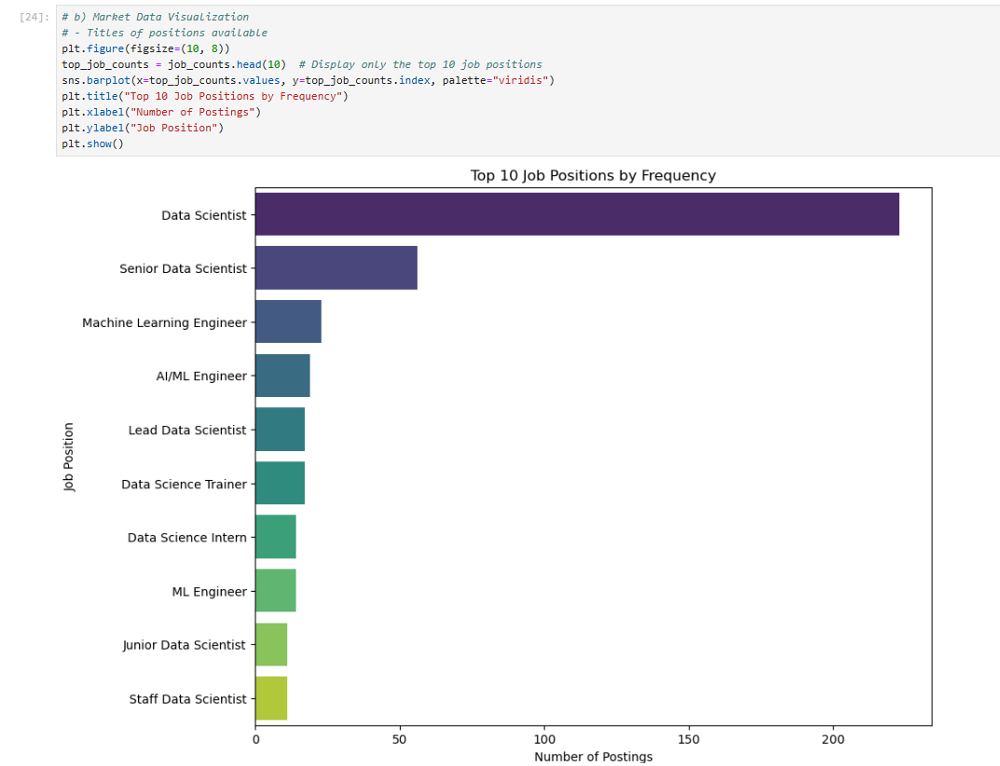 [24]:
# b) Market Data Visualization
# - Titles of positions available
plt.figure(figsize=(10, 8))
top_job_counts = job_counts.head(10)  # Display only the top 10 job positions
sns.barplot(x=top_job_counts.values, y=top_job_counts.index, palette="viridis")
plt.title("Top 10 Job Positions by Frequency")
plt.xlabel("Number of Postings")
plt.ylabel("Job Position")
plt.show()
Top 10 Job Positions by Frequency
Job Position
Data Scientist
Senior Data Scientist
Machine Learning Engineer
AI/ML Engineer
Lead Data Scientist
Data Science Trainer
Data Science Intern
ML Engineer
Junior Data Scientist
Staff Data Scientist
0 50 100 150 200
Number of Postings